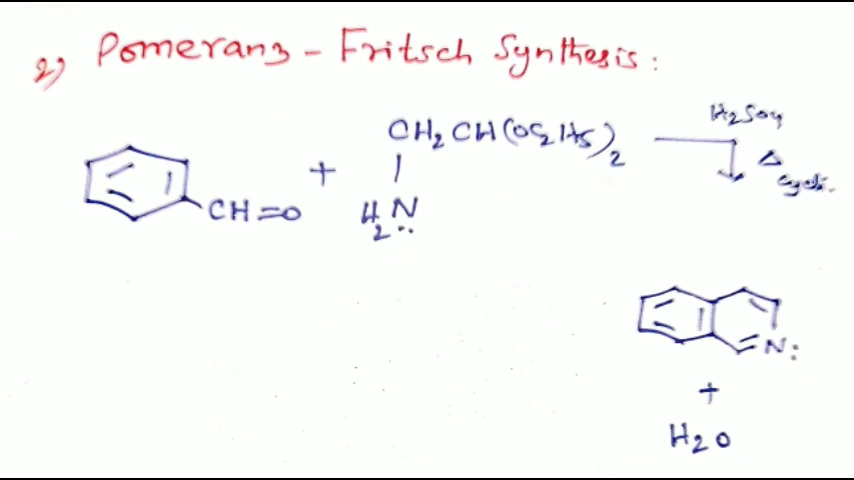 2) Pomeranz - Fritsch Synthesis:
CH2CH(OC2H5)2
H2SO4
Δ
CH=O + H2N:
N:
+
H2O